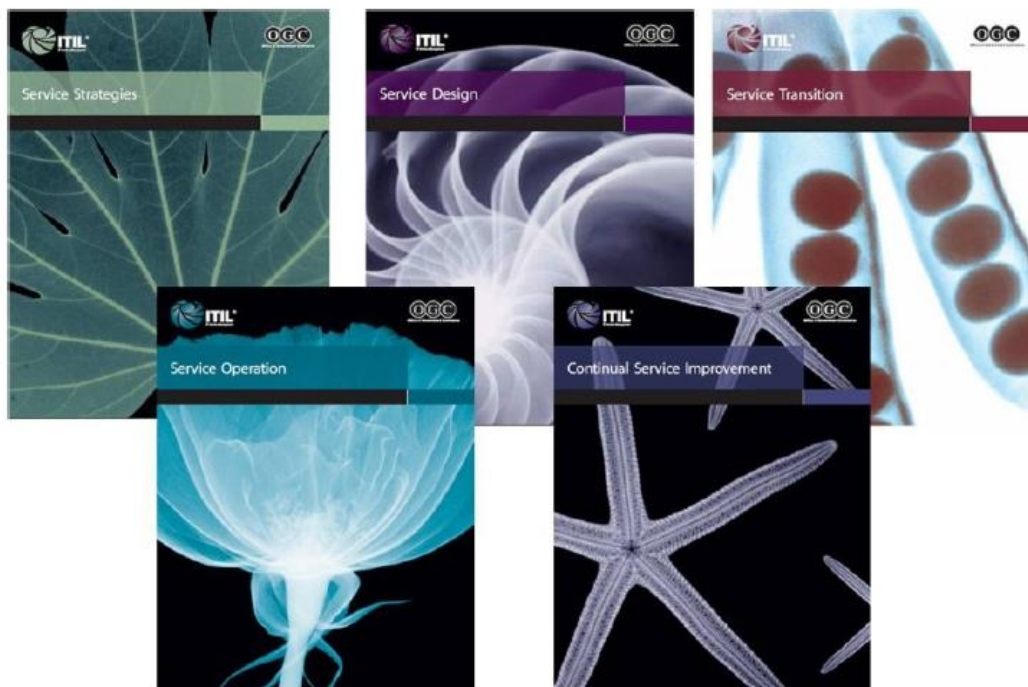 ITIL®
OGC
Service Strategies
ITIL®
Service Design
ITIL®
OGC
Service Transition
ITIL®
OGC
Service Operation
ITIL®
OGC
Continual Service Improvement